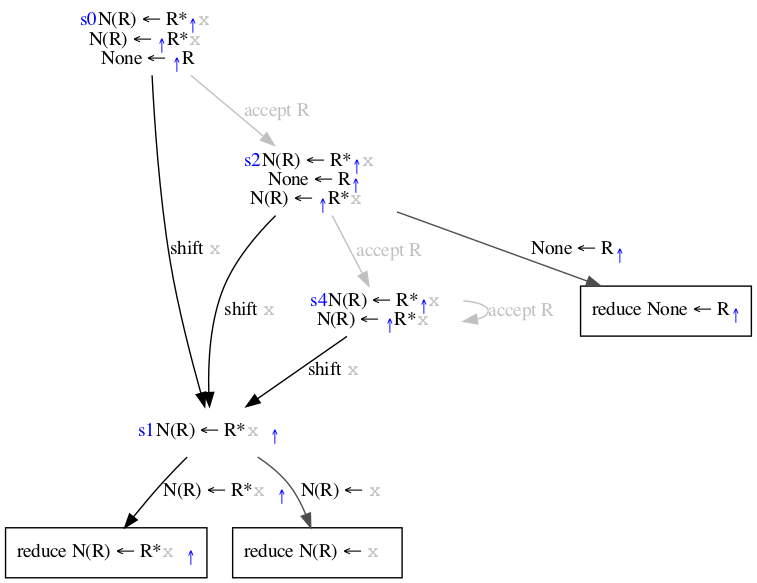 s0N(R) ← R*↑x
N(R) ← ↑R*x
None ← ↑R
accept R
s2N(R) ← R*↑x
None ← R↑
N(R) ← ↑R*x
shift x
accept R
None ← R↑
s4N(R) ← R*↑x
N(R) ← ↑R*x
accept R
shift x
reduce None ← R↑
shift x
s1N(R) ← R*x ↑
N(R) ← R*x ↑
N(R) ← x
reduce N(R) ← R*x ↑
reduce N(R) ← x